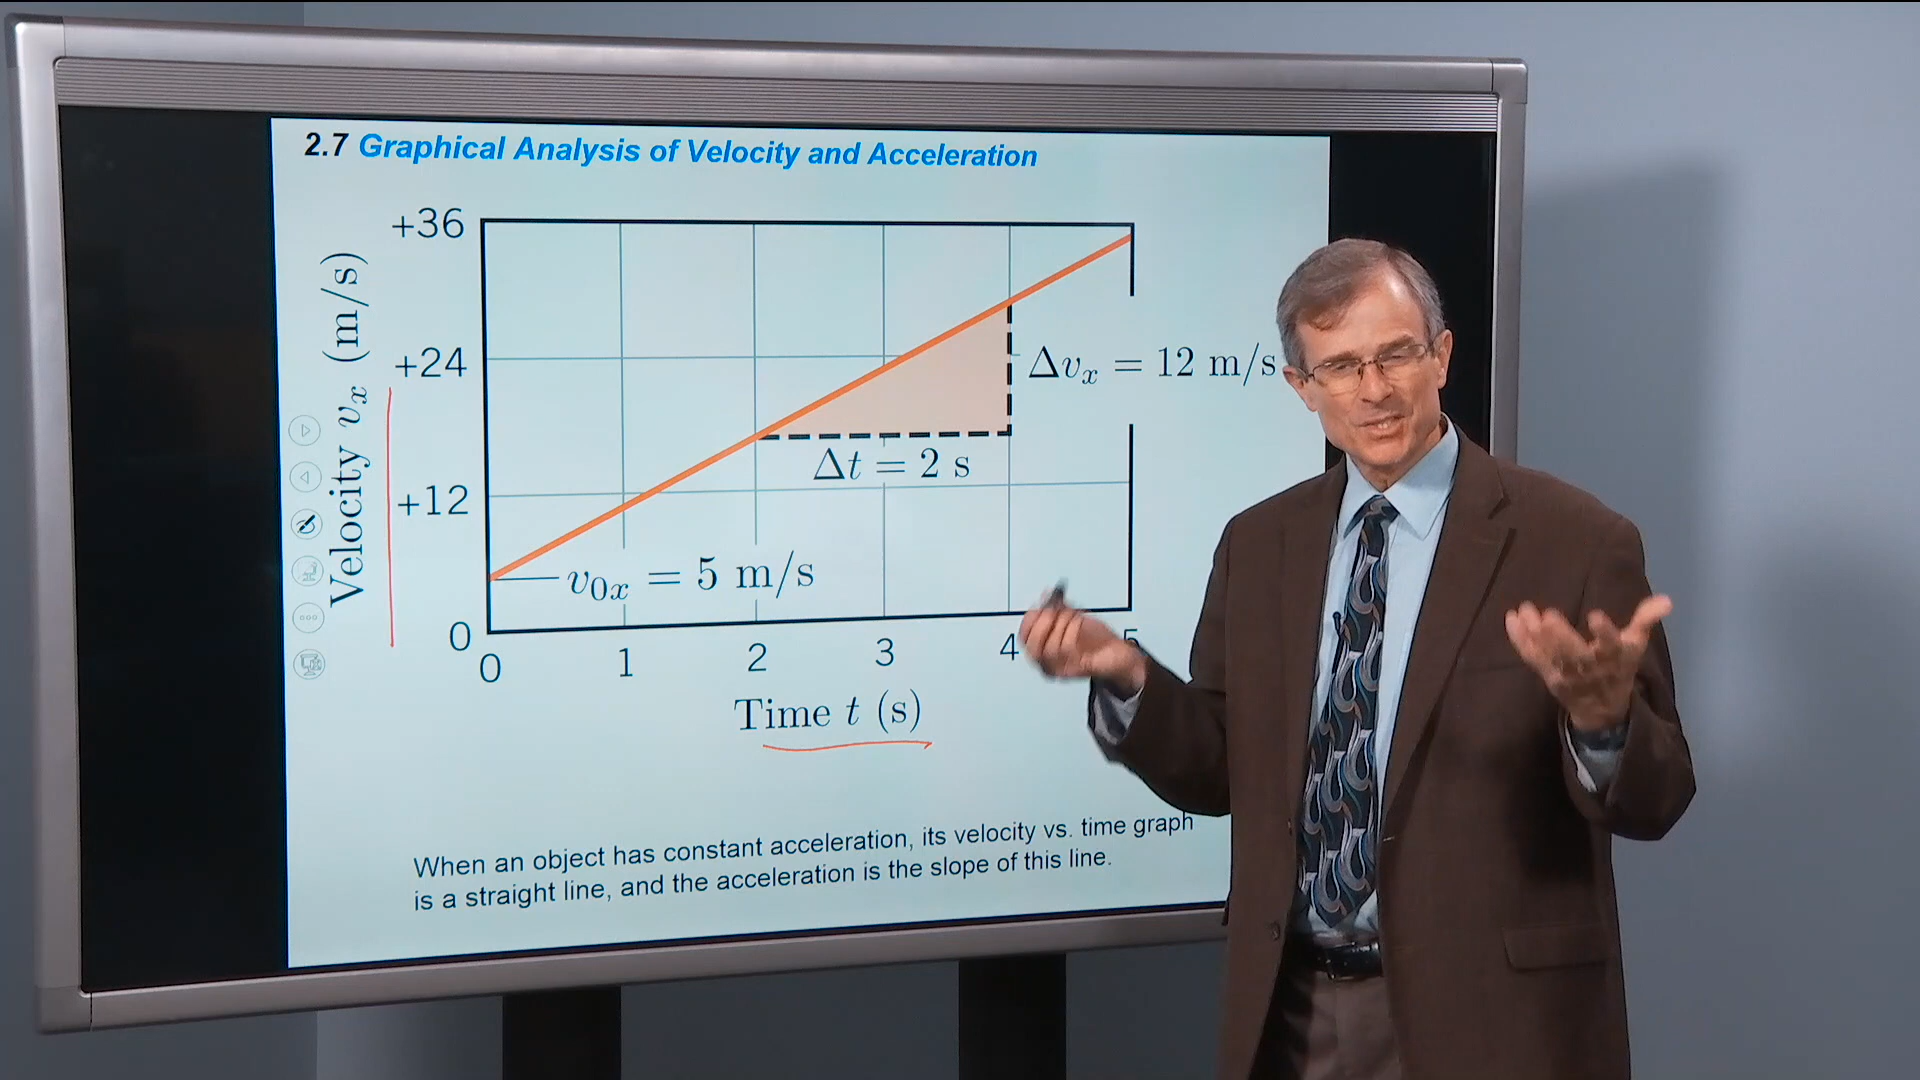 2.7 Graphical Analysis of Velocity and Acceleration
+36
+24
+12
0
Velocity vₓ (m/s)
Δvₓ = 12 m/s
Δt = 2 s
v₀ₓ = 5 m/s
0 1 2 3 4 5
Time t (s)
When an object has constant acceleration, its velocity vs. time graph
is a straight line, and the acceleration is the slope of this line.